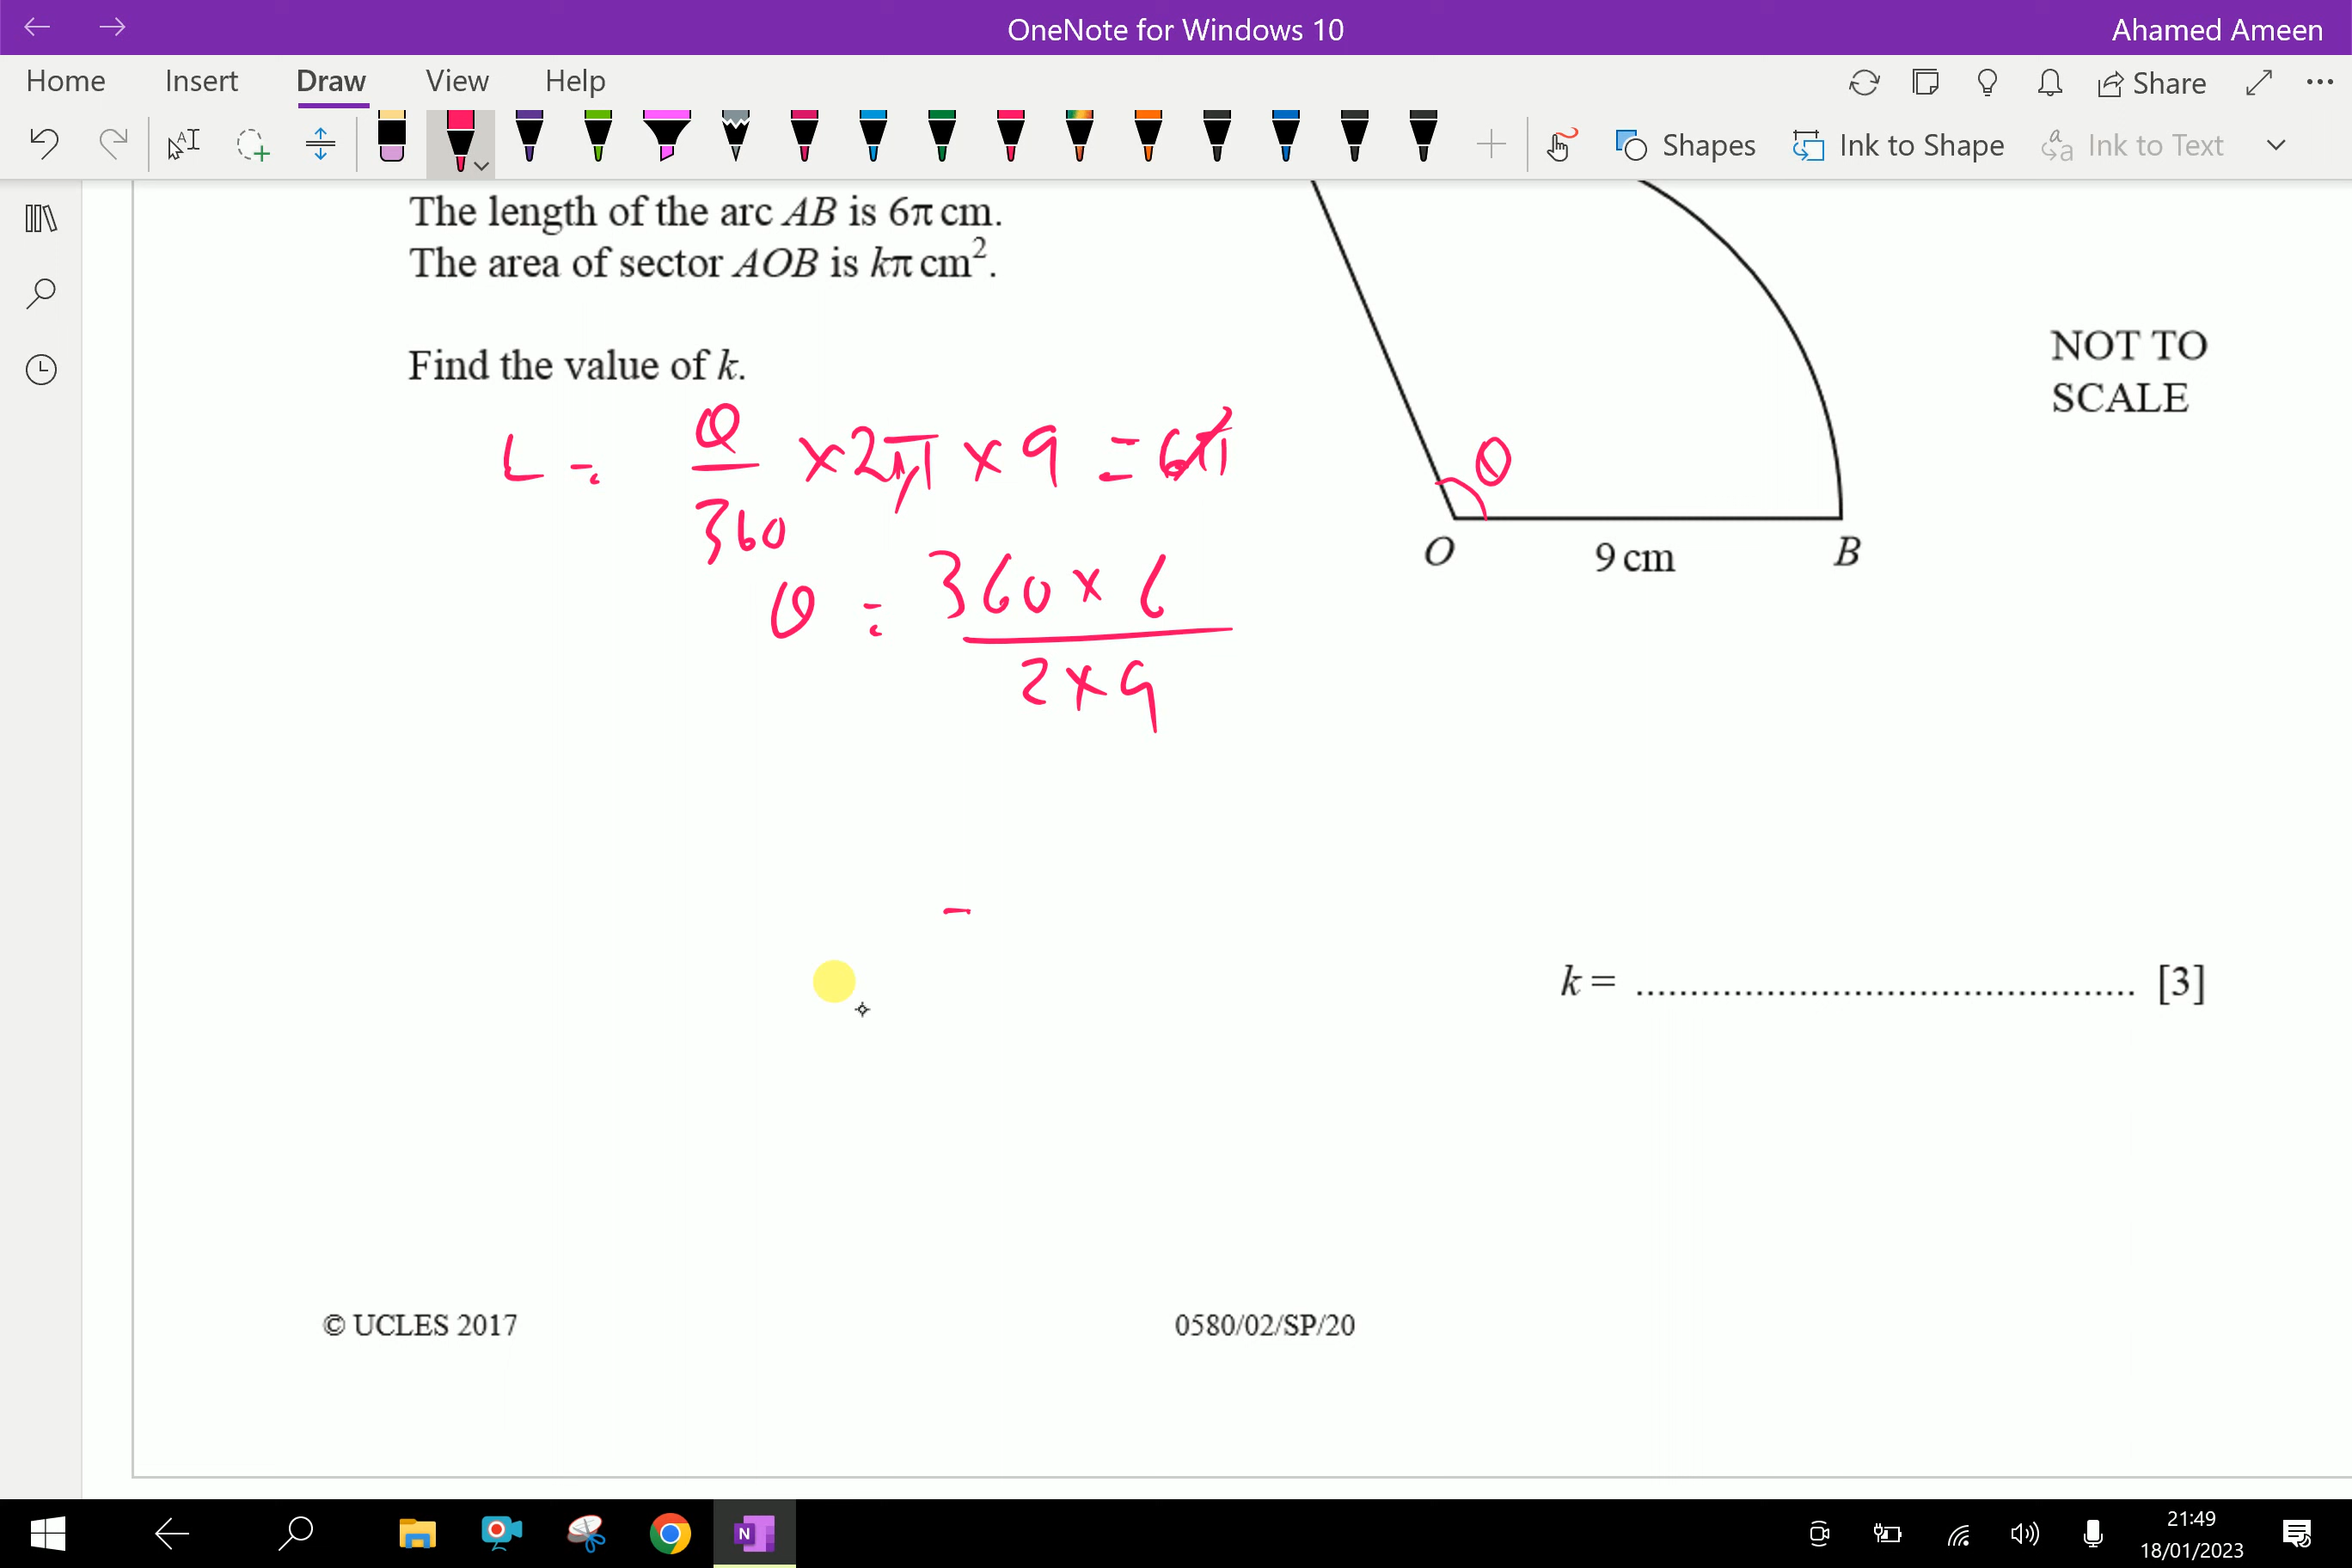 OneNote for Windows 10
Ahamed Ameen
Home Insert Draw View Help
Share
Shapes Ink to Shape Ink to Text
The length of the arc AB is 6π cm.
The area of sector AOB is kπ cm².
Find the value of k.
NOT TO
SCALE
L = θ/360 × 2π × 9 = 6π
θ
O 9 cm B
θ = 360 × 6 / 2 × 9
-
k = ............................................. [3]
© UCLES 2017
0580/02/SP/20
N
21:49
18/01/2023